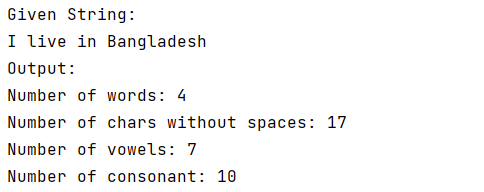 Given String:
I live in Bangladesh
Output:
Number of words: 4
Number of chars without spaces: 17
Number of vowels: 7
Number of consonant: 10